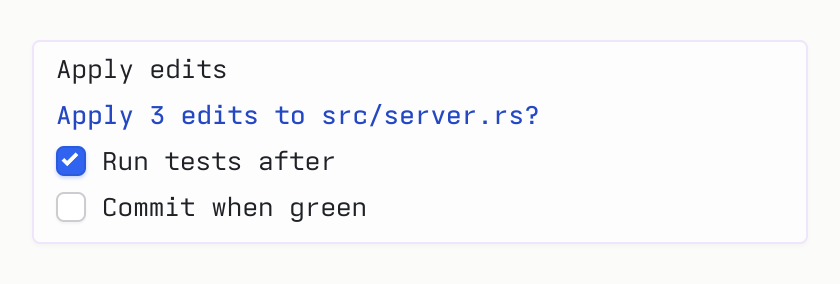 Apply edits
Apply 3 edits to src/server.rs?
Run tests after
Commit when green